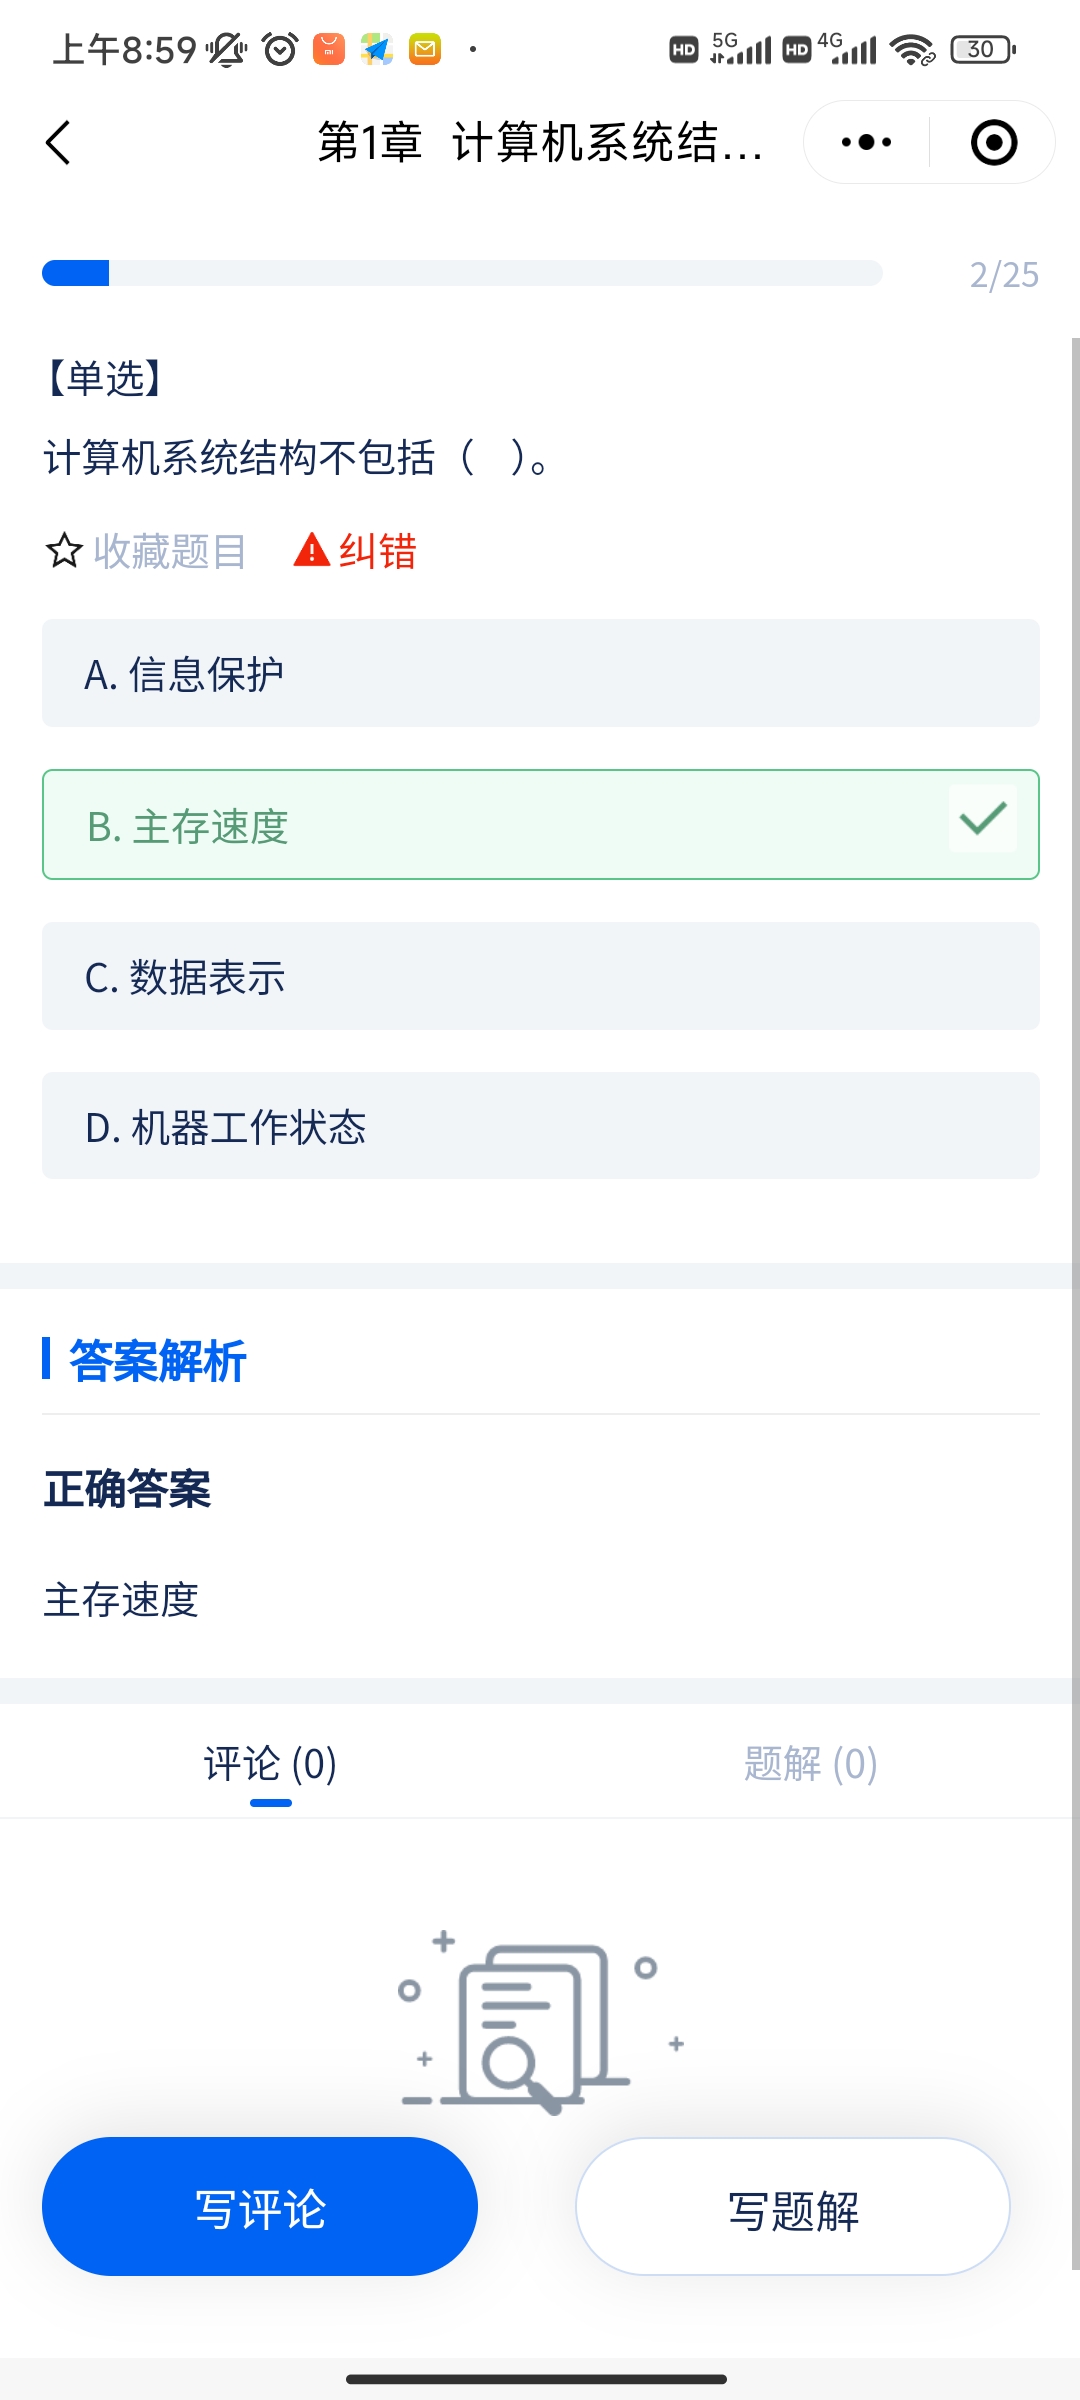 上午8:59
HD 5G HD 4G 30
第1章 计算机系统结...
2/25
【单选】
计算机系统结构不包括（ ）。
收藏题目 纠错
A. 信息保护
B. 主存速度
C. 数据表示
D. 机器工作状态
答案解析
正确答案
主存速度
评论 (0) 题解 (0)
写评论 写题解